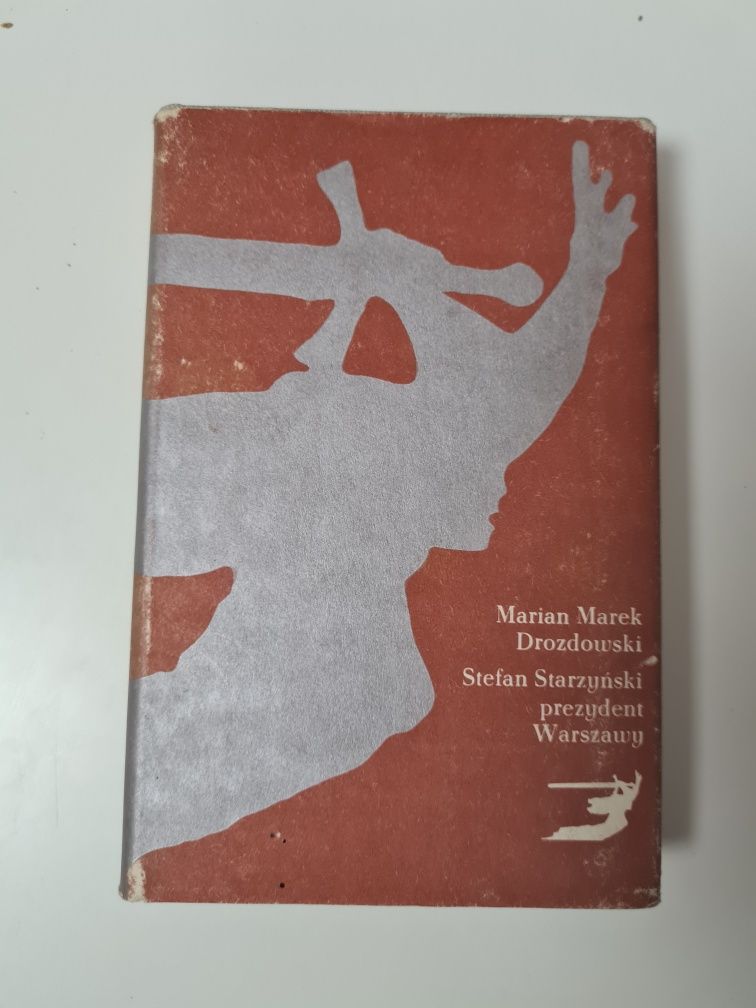 Marian Marek
Drozdowski
Stefan Starzyński
prezydent
Warszawy